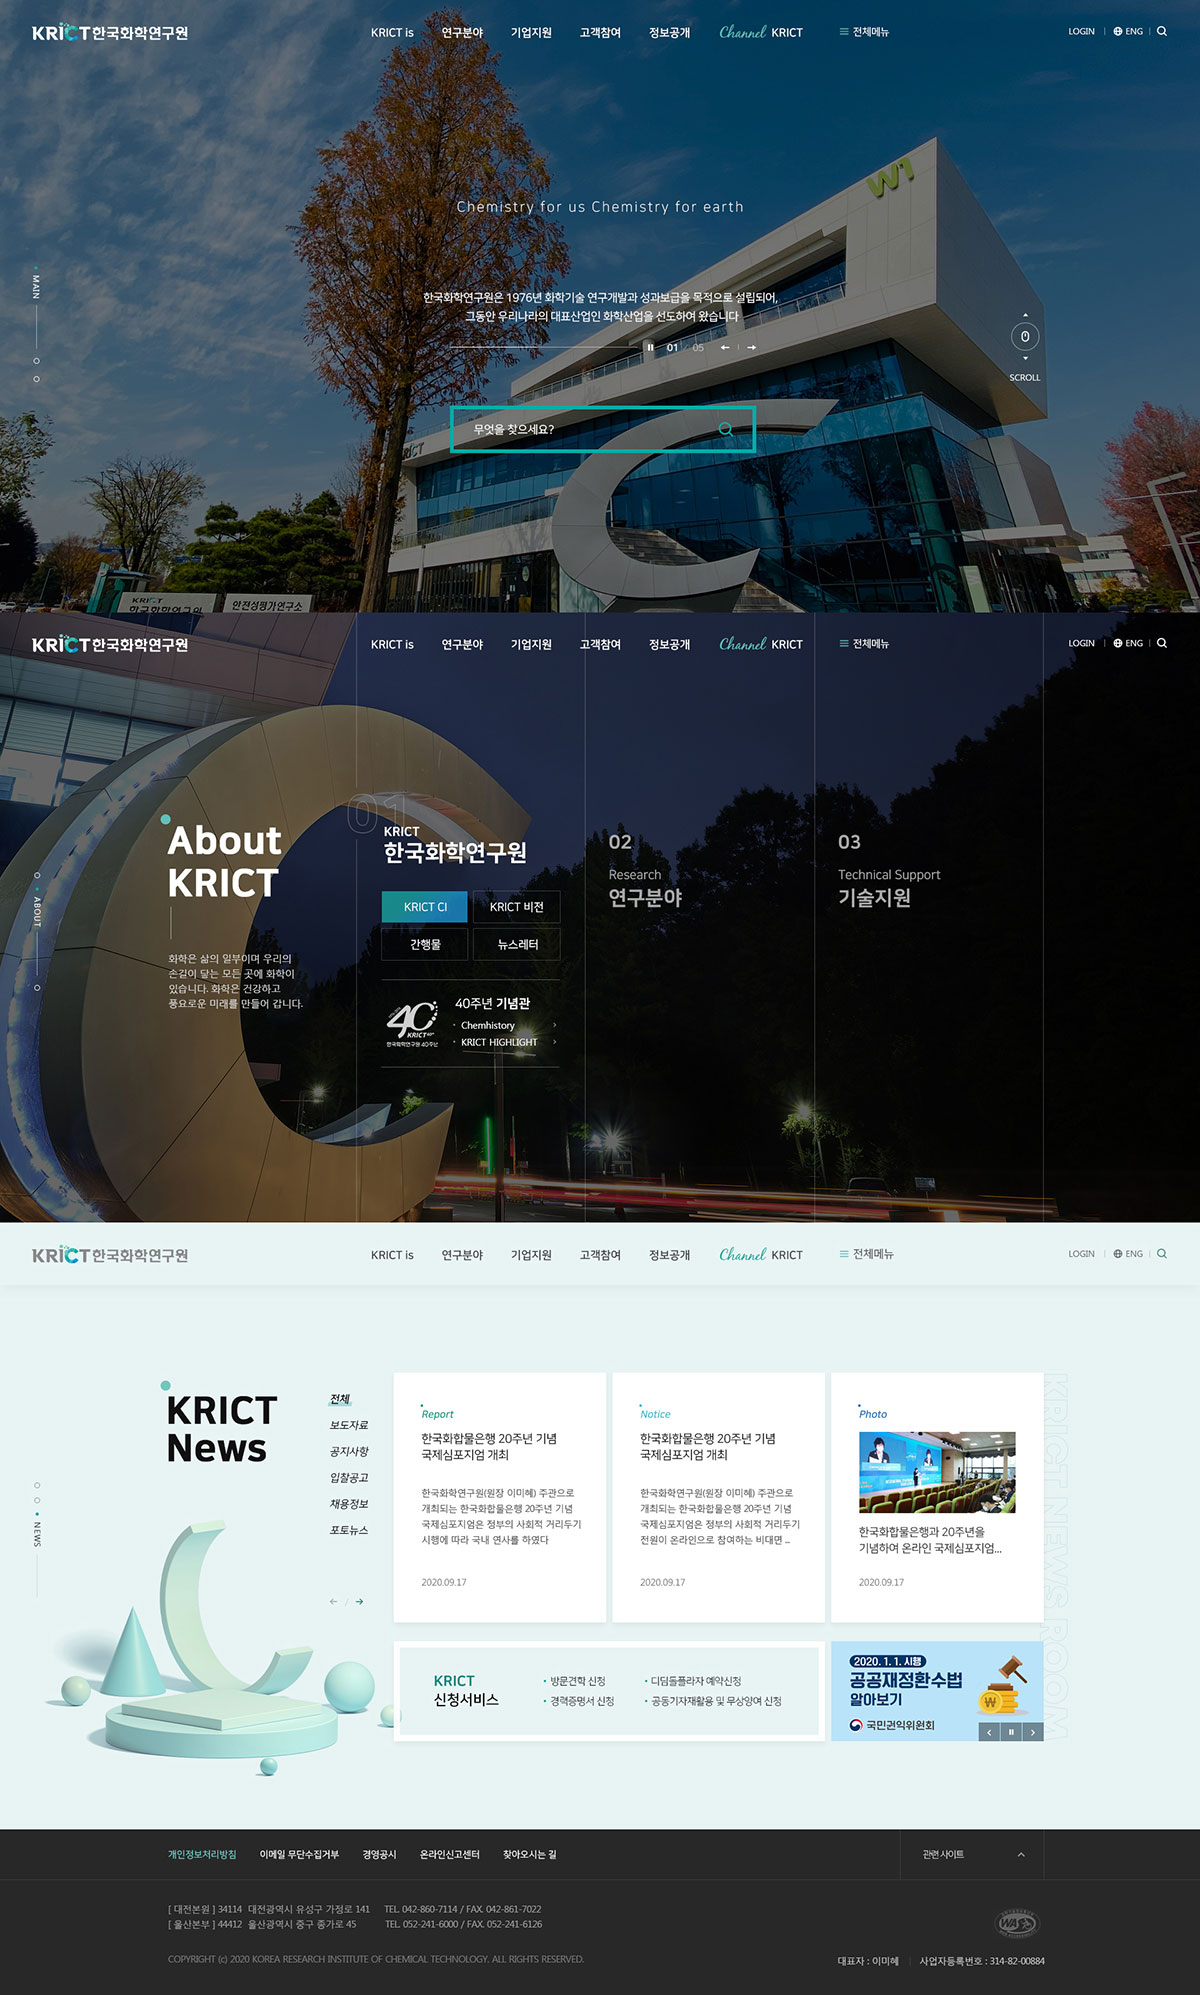 KRICT 한국화학연구원
KRICT is 연구분야 기업지원 고객참여 정보공개 Channel KRICT 전체메뉴
LOGIN ENG
W1
Chemistry for us Chemistry for earth
MAIN
한국화학연구원은 1976년 화학기술 연구개발과 성과보급을 목적으로 설립되어,
그동안 우리나라의 대표산업인 화학산업을 선도하여 왔습니다
01 / 05
SCROLL
무엇을 찾으세요?
KRICT
한국화학연구원
안전성평가연구소
KRICT 한국화학연구원
KRICT is 연구분야 기업지원 고객참여 정보공개 Channel KRICT 전체메뉴
LOGIN ENG
ABOUT
About
KRICT
화학은 삶의 일부이며 우리의
손길이 닿는 모든 곳에 화학이
있습니다. 화학은 건강하고
풍요로운 미래를 만들어 갑니다.
01
KRICT
한국화학연구원
KRICT CI
KRICT 비전
간행물
뉴스레터
40
KRICT
한국화학연구원 40주년
40주년 기념관
· Chemhistory
· KRICT HIGHLIGHT
02
Research
연구분야
03
Technical Support
기술지원
KRICT 한국화학연구원
KRICT is 연구분야 기업지원 고객참여 정보공개 Channel KRICT 전체메뉴
LOGIN ENG
NEWS
KRICT
News
전체
보도자료
공지사항
입찰공고
채용정보
포토뉴스
Report
한국화합물은행 20주년 기념
국제심포지엄 개최
한국화학연구원(원장 이미혜) 주관으로
개최되는 한국화합물은행 20주년 기념
국제심포지엄은 정부의 사회적 거리두기
시행에 따라 국내 연사를 하였다
2020.09.17
Notice
한국화합물은행 20주년 기념
국제심포지엄 개최
한국화학연구원(원장 이미혜) 주관으로
개최되는 한국화합물은행 20주년 기념
국제심포지엄은 정부의 사회적 거리두기
전원이 온라인으로 참여하는 비대면 ...
2020.09.17
Photo
한국화합물은행과 20주년을
기념하여 온라인 국제심포지엄...
2020.09.17
KRICT NEWS ROOM
KRICT
신청서비스
· 방문견학 신청
· 디딤돌플라자 예약신청
· 경력증명서 신청
· 공동기자재활용 및 무상양여 신청
2020. 1. 1. 시행
공공재정환수법
알아보기
국민권익위원회
개인정보처리방침 이메일 무단수집거부 경영공시 온라인신고센터 찾아오시는 길
관련 사이트
[ 대전본원 ] 34114 대전광역시 유성구 가정로 141 TEL. 042-860-7114 / FAX. 042-861-7022
[ 울산본부 ] 44412 울산광역시 중구 종가로 45 TEL. 052-241-6000 / FAX. 052-241-6126
COPYRIGHT (c) 2020 KOREA RESEARCH INSTITUTE OF CHEMICAL TECHNOLOGY. ALL RIGHTS RESERVED.
WA
대표자 : 이미혜 | 사업자등록번호 : 314-82-00884